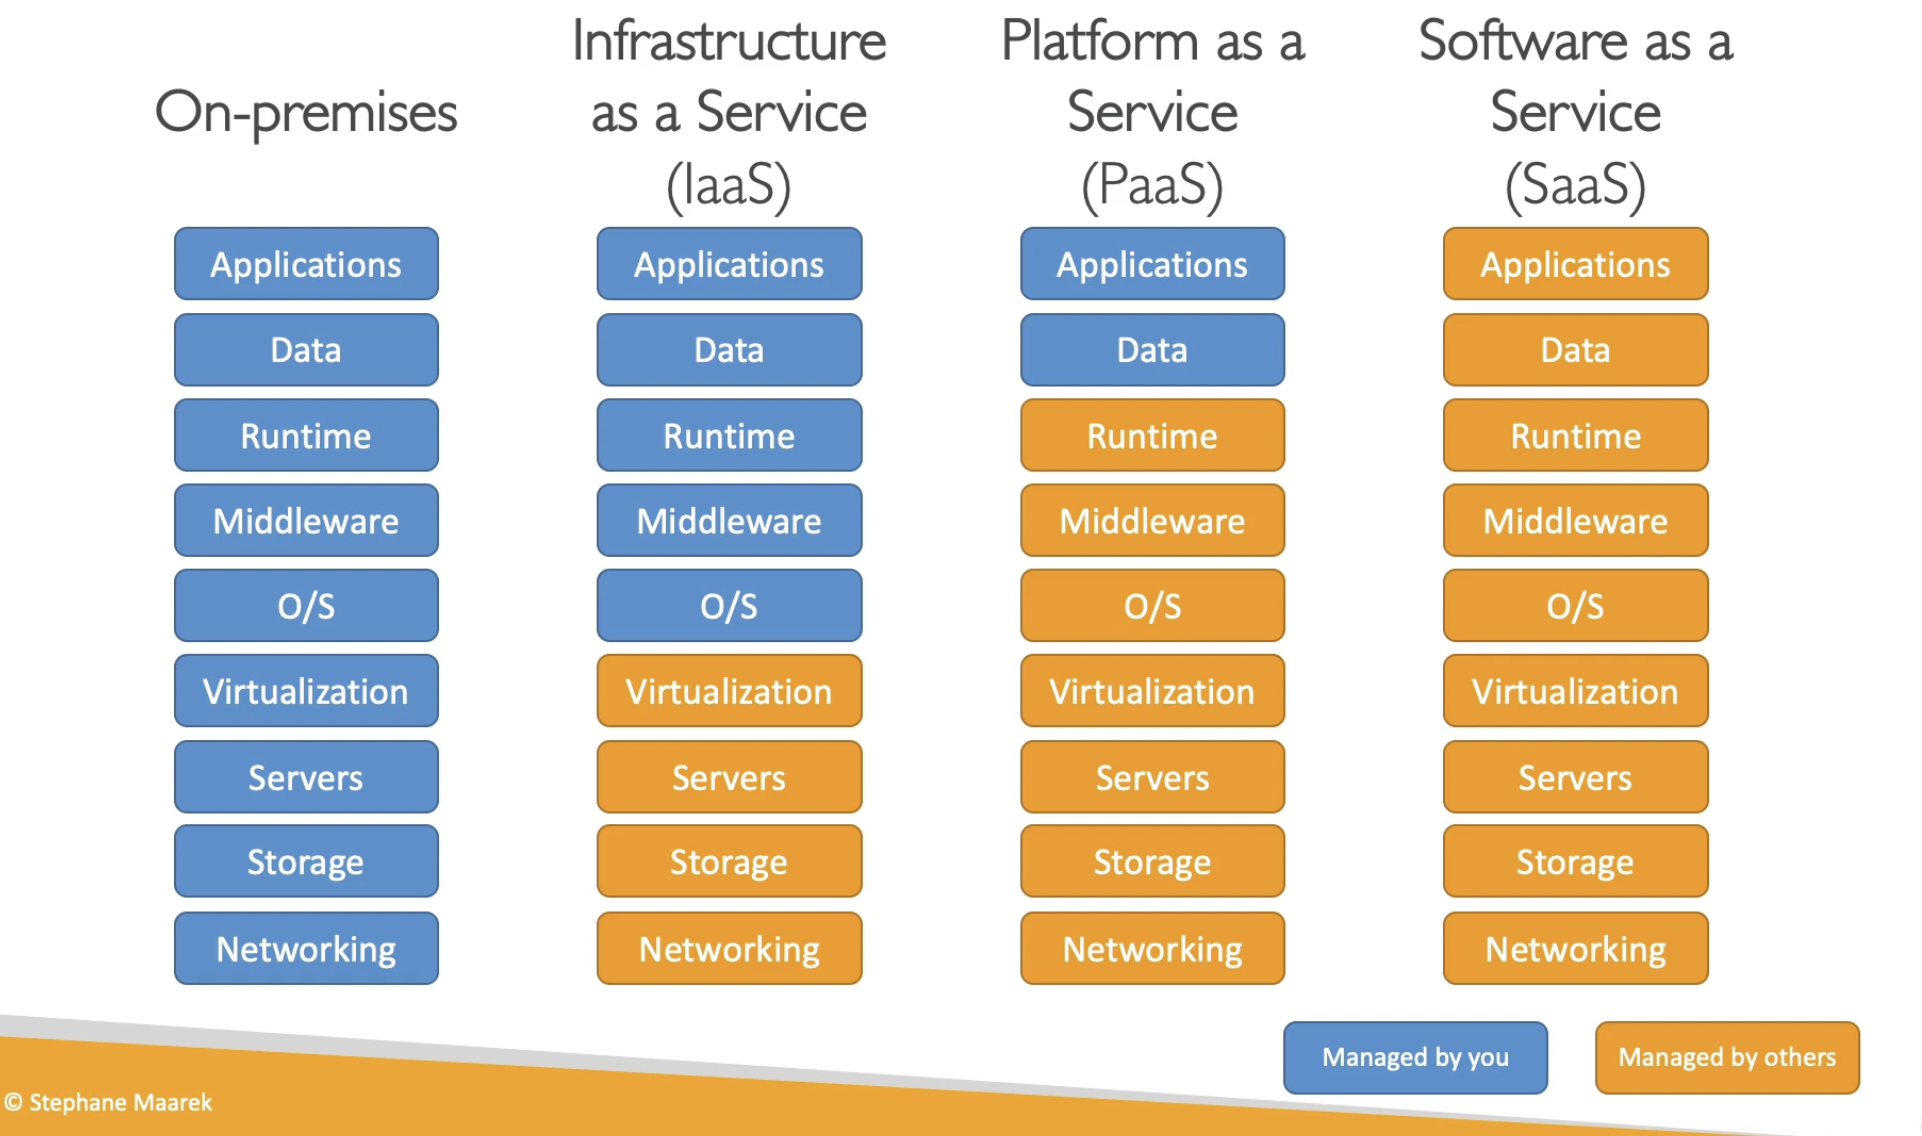 On-premises
Infrastructure
as a Service
(IaaS)
Platform as a
Service
(PaaS)
Software as a
Service
(SaaS)
Applications
Data
Runtime
Middleware
O/S
Virtualization
Servers
Storage
Networking
Applications
Data
Runtime
Middleware
O/S
Virtualization
Servers
Storage
Networking
Applications
Data
Runtime
Middleware
O/S
Virtualization
Servers
Storage
Networking
Applications
Data
Runtime
Middleware
O/S
Virtualization
Servers
Storage
Networking
Managed by you
Managed by others
© Stephane Maarek